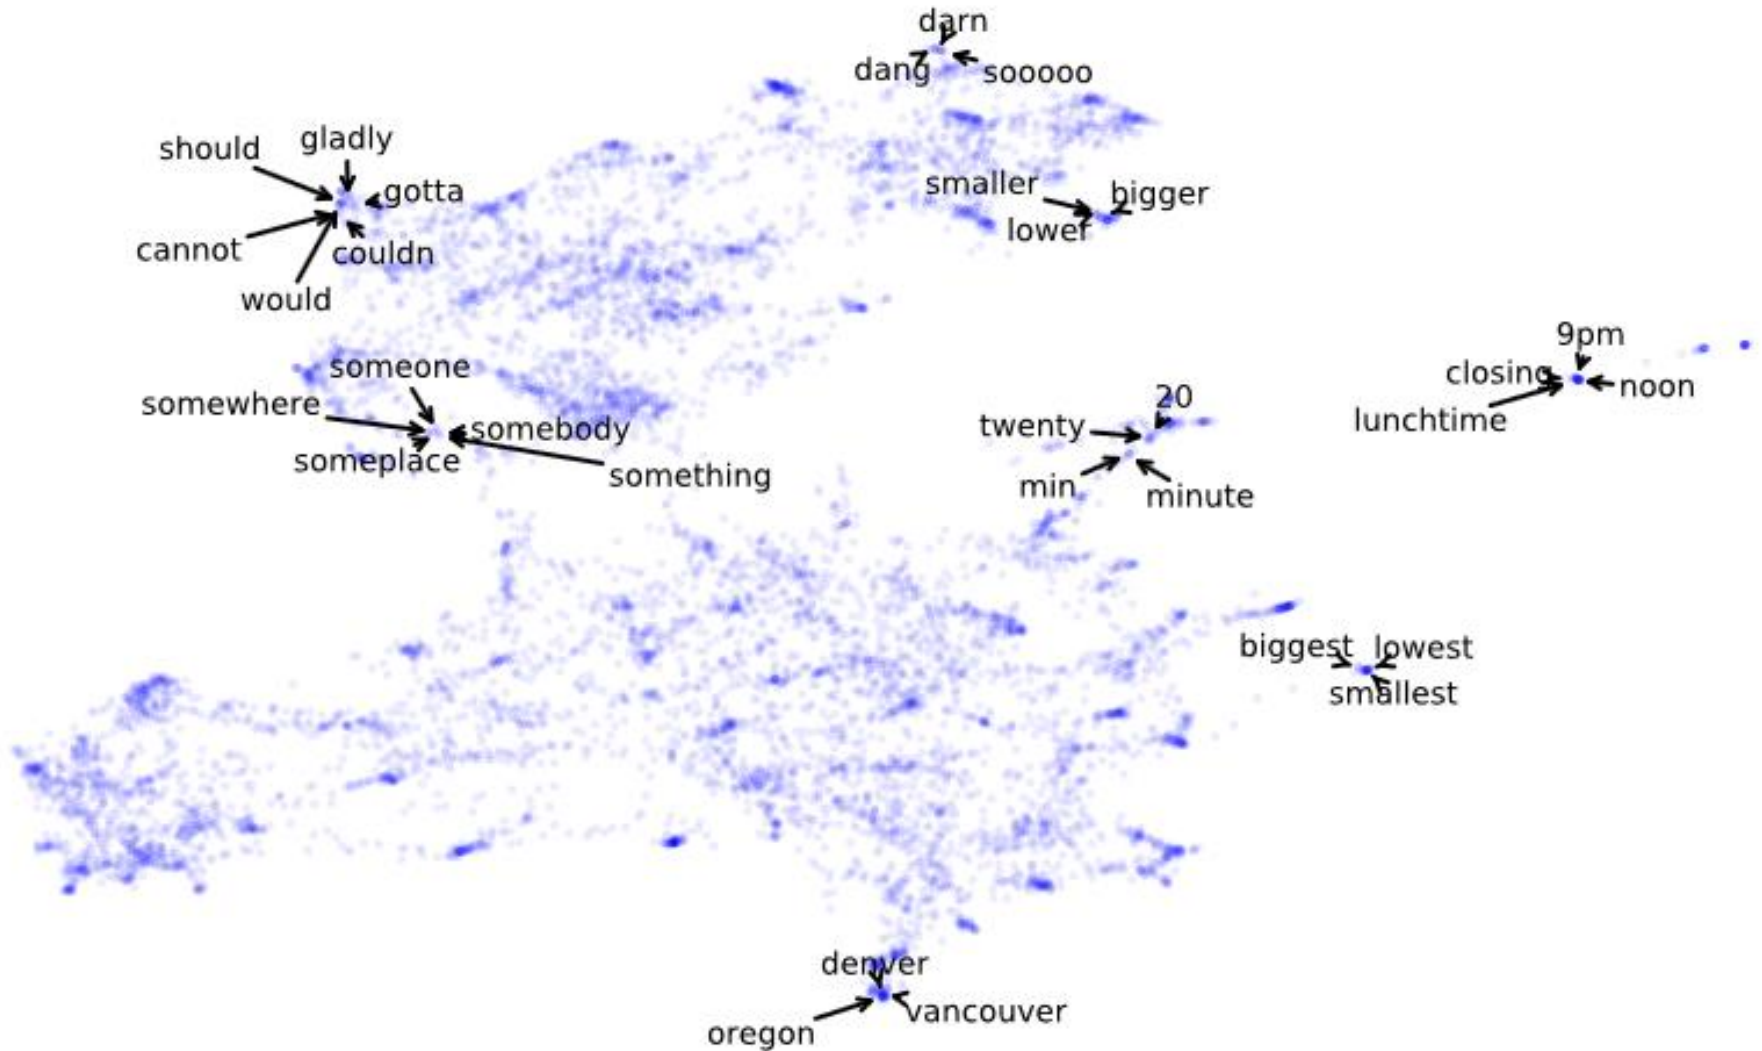 darn
dang
sooooo
should
gladly
gotta
cannot
couldn
would
smaller
bigger
lower
someone
somewhere
somebody
someplace
something
twenty
20
min
minute
9pm
closing
noon
lunchtime
biggest
lowest
smallest
denver
oregon
vancouver